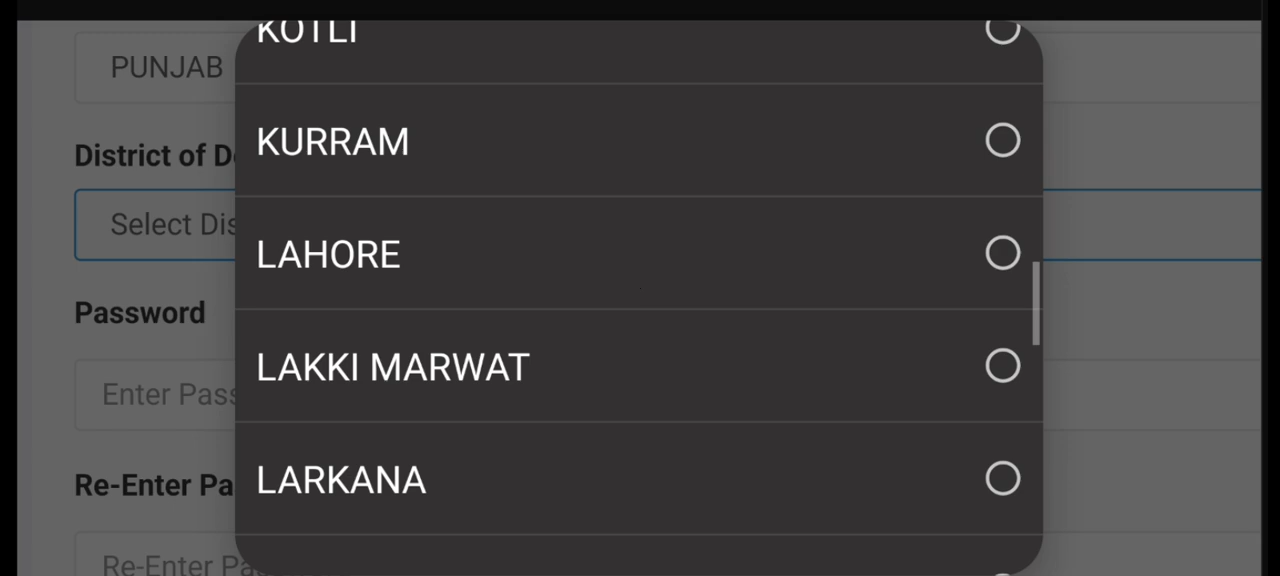 KOTLI
PUNJAB
KURRAM
District of D
Select Dis
LAHORE
Password
LAKKI MARWAT
Enter Pass
LARKANA
Re-Enter Pa
Re-Enter Pa